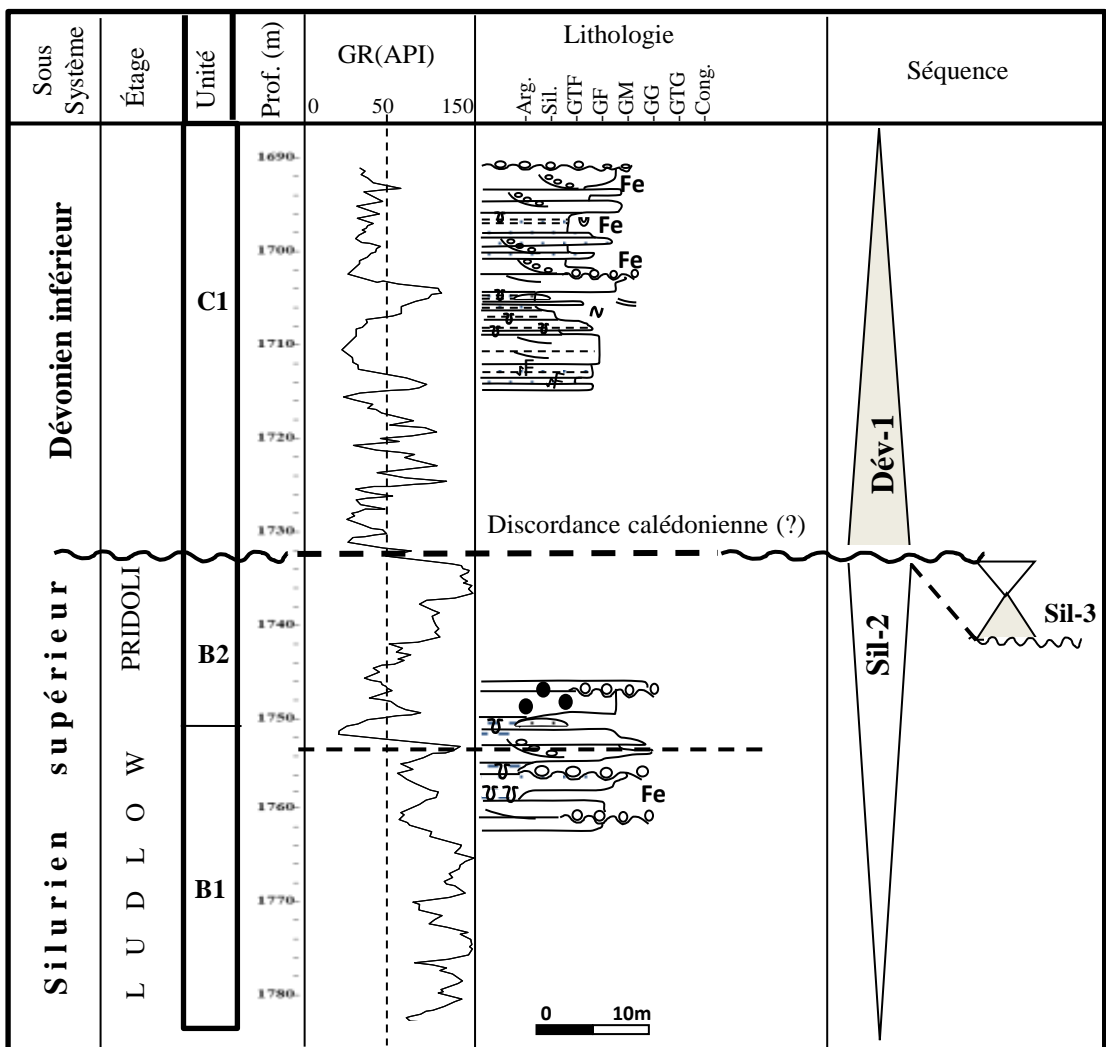 Sous
Système
Étage
Unité
Prof. (m)
GR(API)
0 50 150
Lithologie
Arg.
Sil.
GTF
GF
GM
GG
GTG
Cong.
Séquence
Dévonien inférieur
C1
1690
1700
1710
1720
1730
Fe
Fe
Fe
Dév-1
Discordance calédonienne (?)
Silurien supérieur
PRIDOLI
LUDLOW
B2
B1
1740
1750
1760
1770
1780
Fe
Sil-2
Sil-3
0 10m